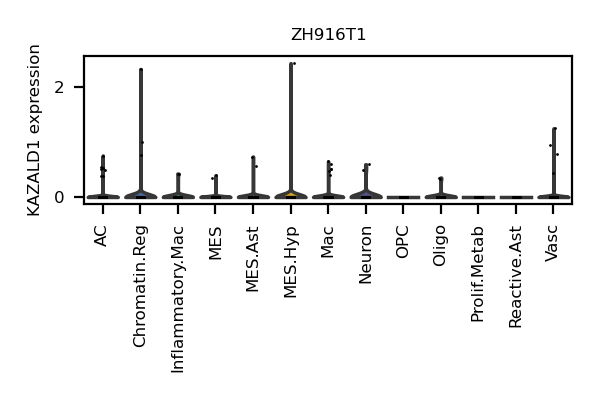 ZH916T1
KAZALD1 expression
2
0
AC
Chromatin.Reg
Inflammatory.Mac
MES
MES.Ast
MES.Hyp
Mac
Neuron
OPC
Oligo
Prolif.Metab
Reactive.Ast
Vasc